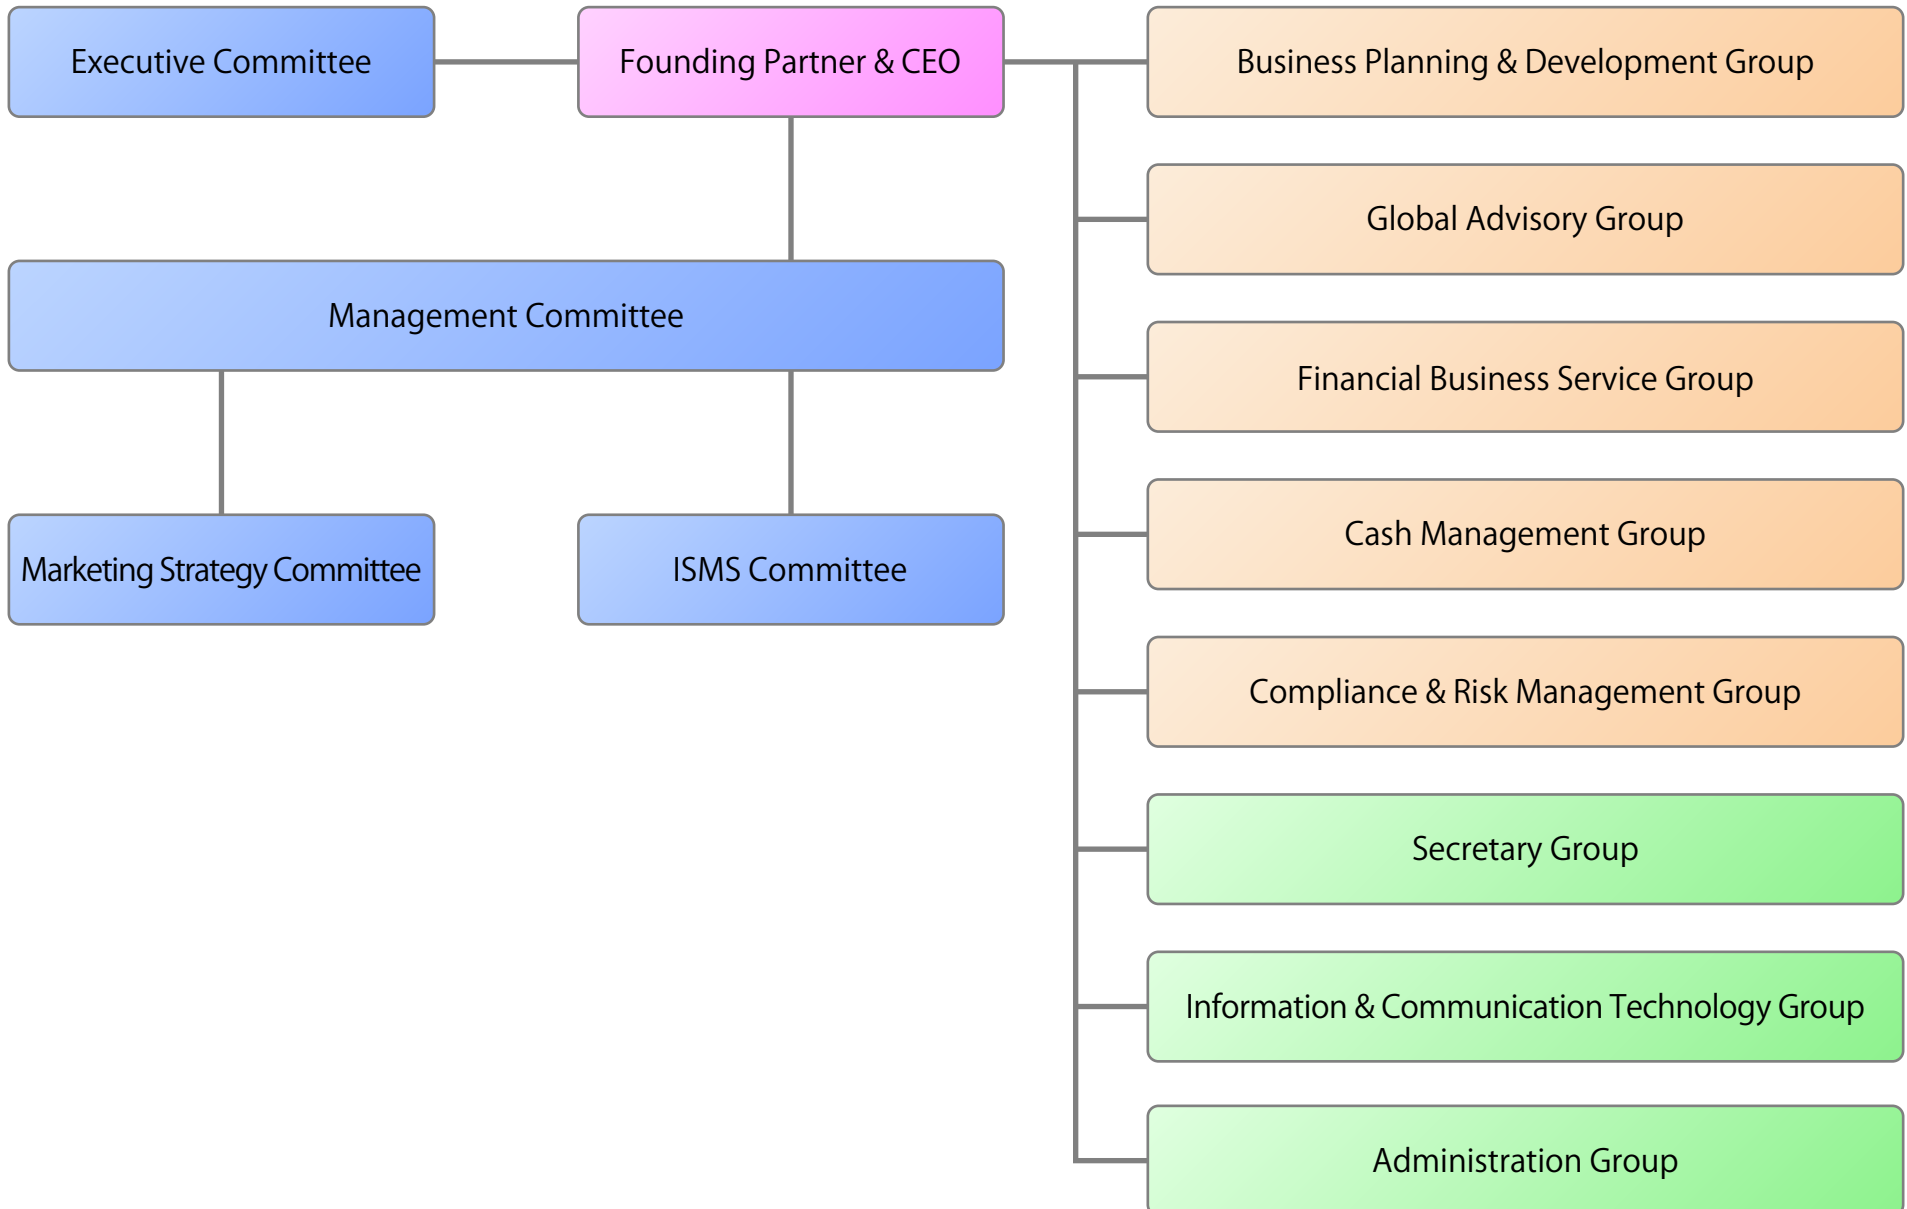 Executive Committee
Founding Partner & CEO
Business Planning & Development Group
Global Advisory Group
Management Committee
Financial Business Service Group
Cash Management Group
Marketing Strategy Committee
ISMS Committee
Compliance & Risk Management Group
Secretary Group
Information & Communication Technology Group
Administration Group